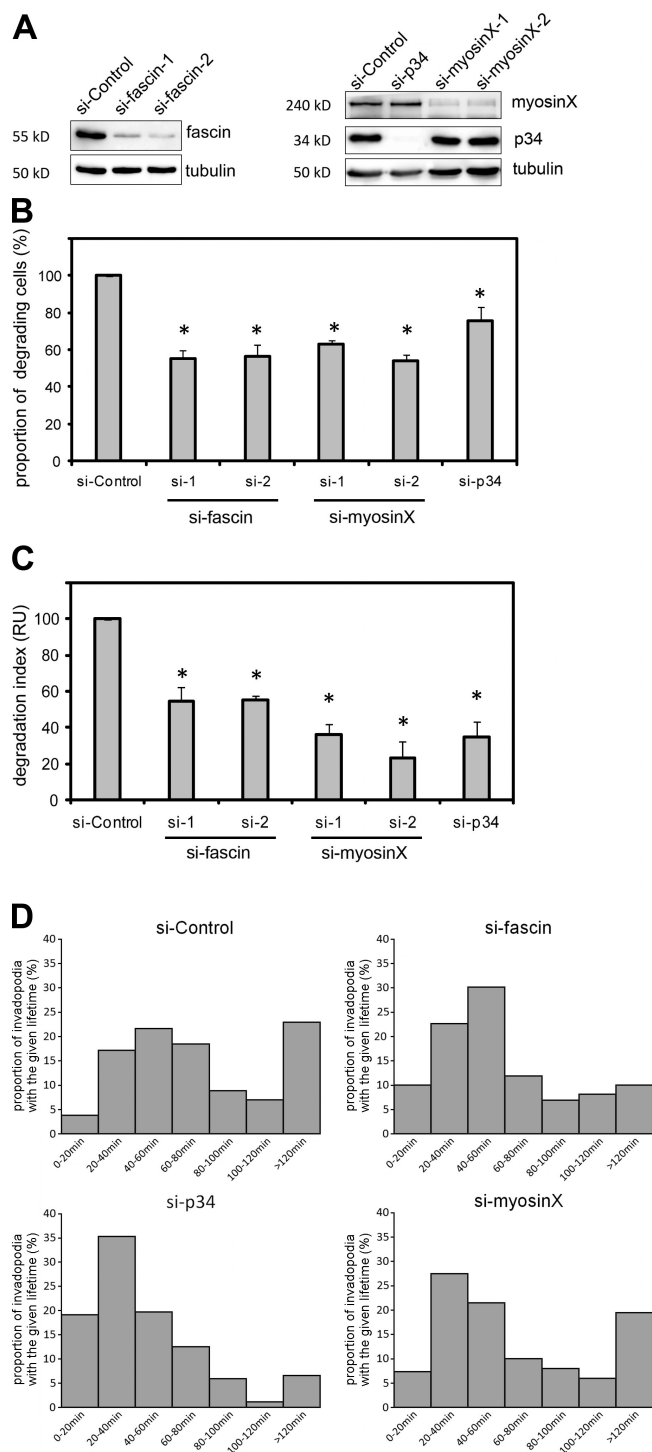 A
si-Control
si-fascin-1
si-fascin-2
55 kD
fascin
50 kD
tubulin
si-Control
si-p34
si-myosinX-1
si-myosinX-2
240 kD
myosinX
34 kD
p34
50 kD
tubulin
B
proportion of degrading cells (%)
100
80
60
40
20
0
*
*
*
*
*
si-Control
si-1
si-2
si-1
si-2
si-p34
si-fascin
si-myosinX
C
degradation index (RU)
100
80
60
40
20
0
*
*
*
*
*
si-Control
si-1
si-2
si-1
si-2
si-p34
si-fascin
si-myosinX
D
si-Control
proportion of invadopodia
with the given lifetime (%)
40
35
30
25
20
15
10
5
0
0-20min
20-40min
40-60min
60-80min
80-100min
100-120min
>120min
si-fascin
proportion of invadopodia
with the given lifetime (%)
40
35
30
25
20
15
10
5
0
0-20min
20-40min
40-60min
60-80min
80-100min
100-120min
>120min
si-p34
proportion of invadopodia
with the given lifetime (%)
40
35
30
25
20
15
10
5
0
0-20min
20-40min
40-60min
60-80min
80-100min
100-120min
>120min
si-myosinX
proportion of invadopodia
with the given lifetime (%)
40
35
30
25
20
15
10
5
0
0-20min
20-40min
40-60min
60-80min
80-100min
100-120min
>120min